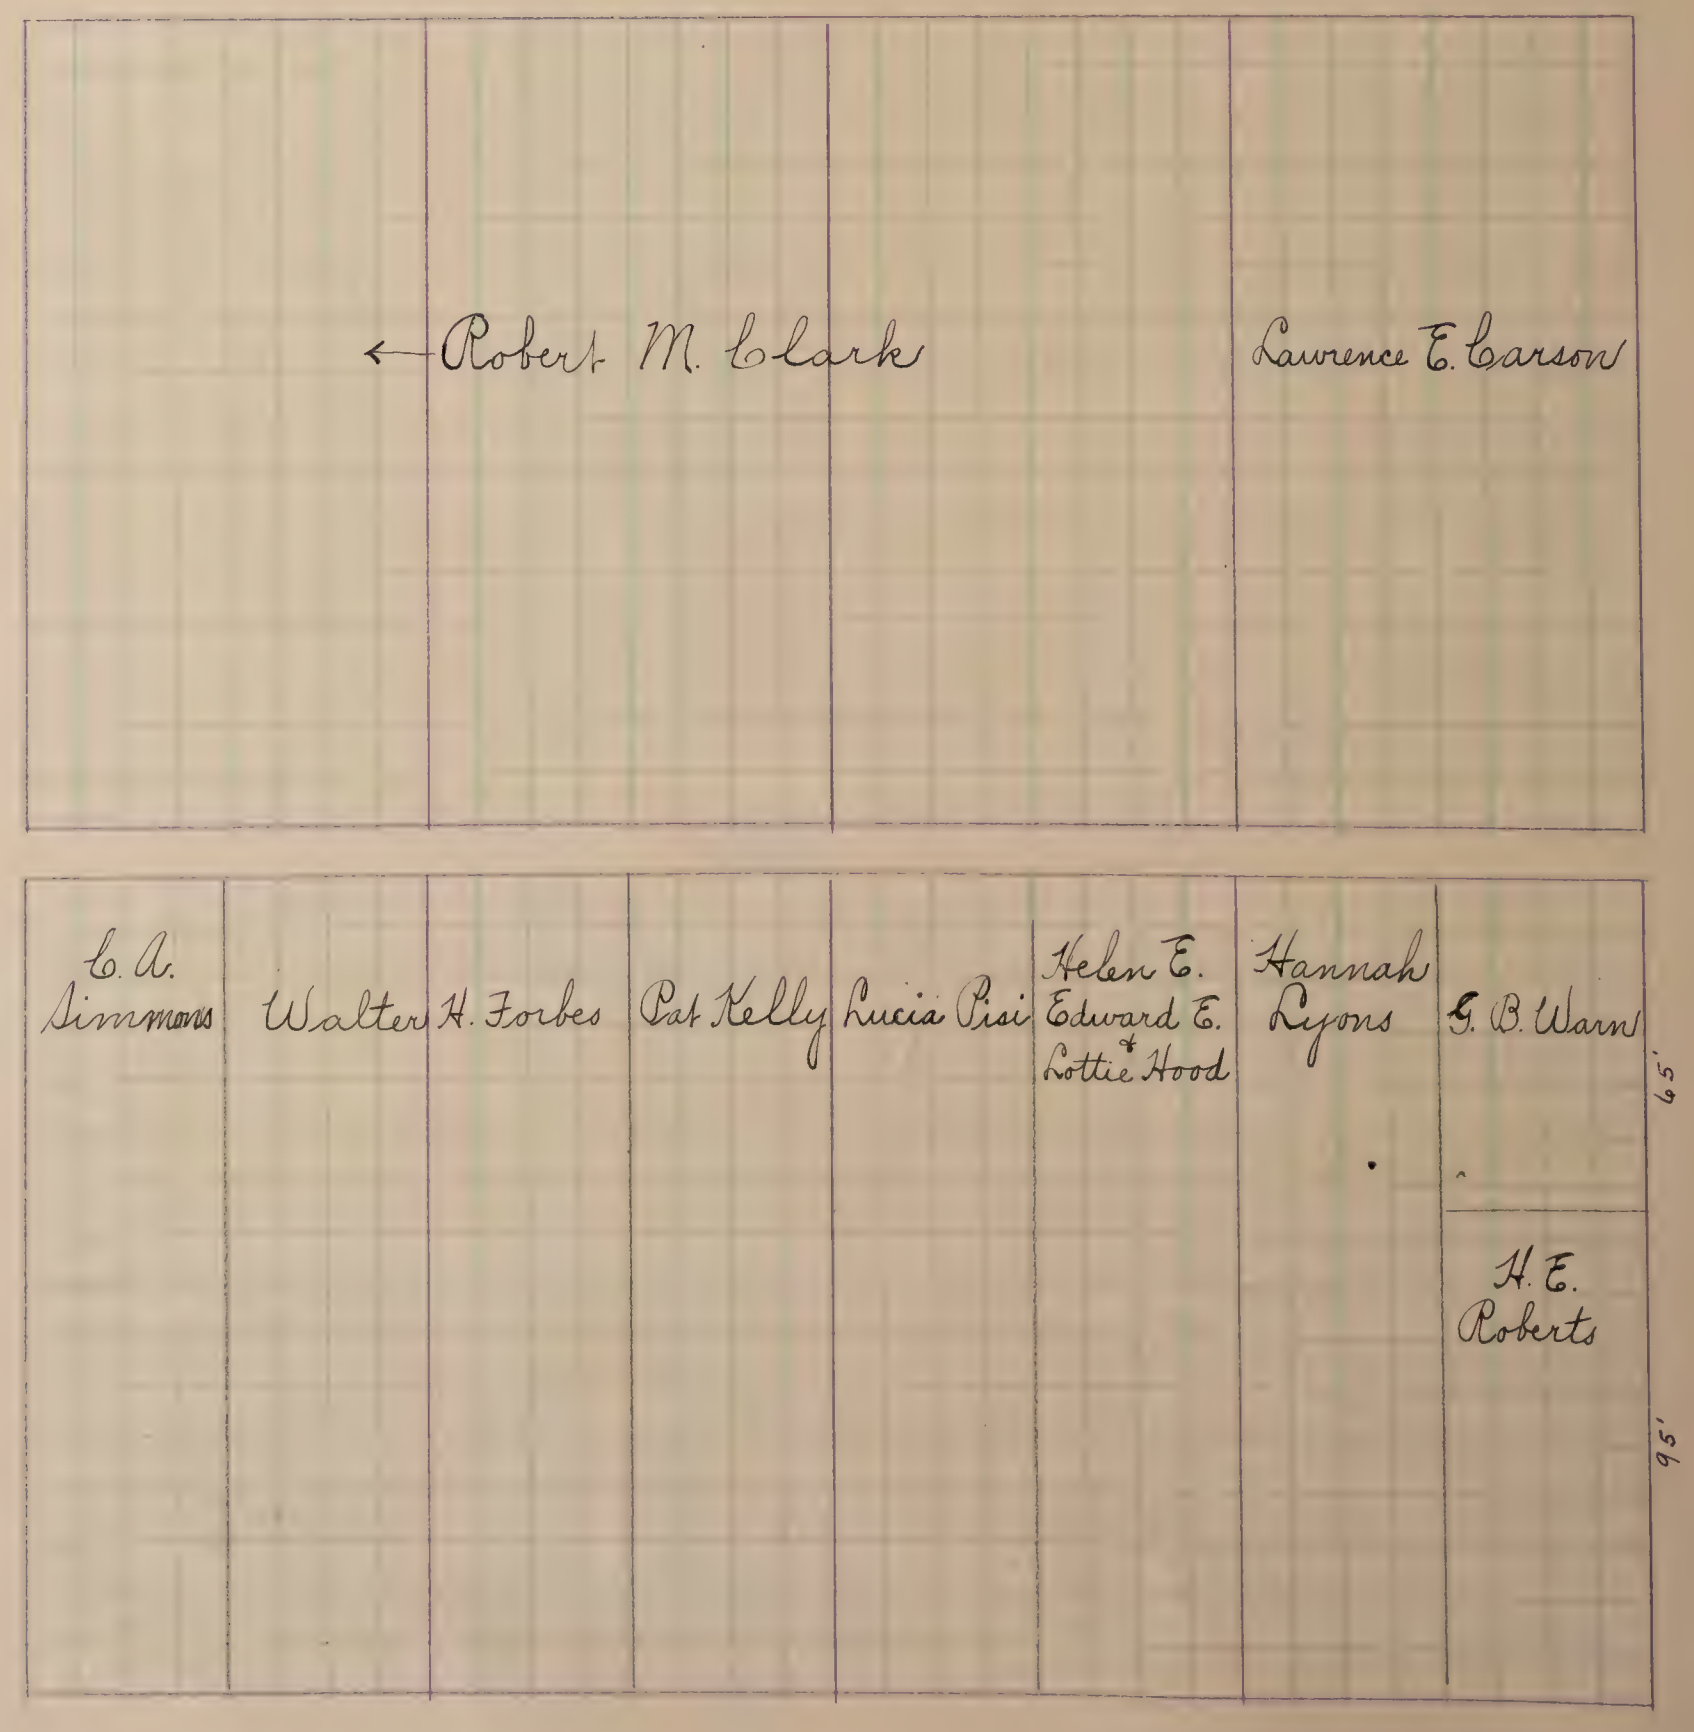 ← Robert M. Clark
Lawrence E. Carson
C. A.
Simmons
Walter H. Forbes
Pat Kelly
Lucia Pisi
Helen E.
Edward E.
&
Lottie Hood
Hannah
Lyons
G. B. Warn
65'
H. E.
Roberts
95'